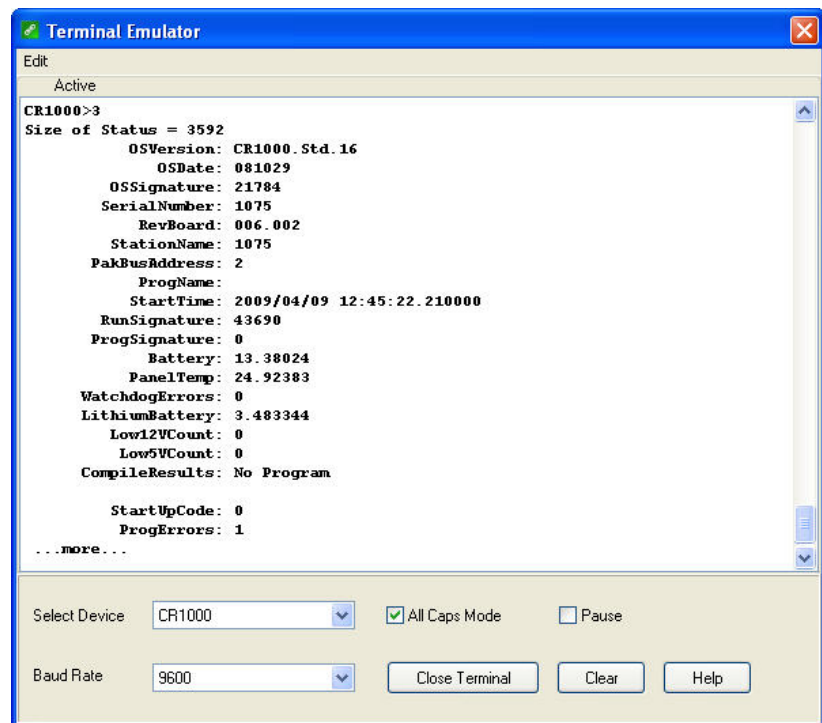 Terminal Emulator
Edit
Active
CR1000>3
Size of Status = 3592
OSVersion: CR1000.Std.16
OSDate: 081029
OSSignature: 21784
SerialNumber: 1075
RevBoard: 006.002
StationName: 1075
PakBusAddress: 2
ProgName:
StartTime: 2009/04/09 12:45:22.210000
RunSignature: 43690
ProgSignature: 0
Battery: 13.38024
PanelTemp: 24.92383
WatchdogErrors: 0
LithiumBattery: 3.483344
Low12VCount: 0
Low5VCount: 0
CompileResults: No Program
StartUpCode: 0
ProgErrors: 1
...more...
Select Device CR1000 All Caps Mode Pause
Baud Rate 9600 Close Terminal Clear Help